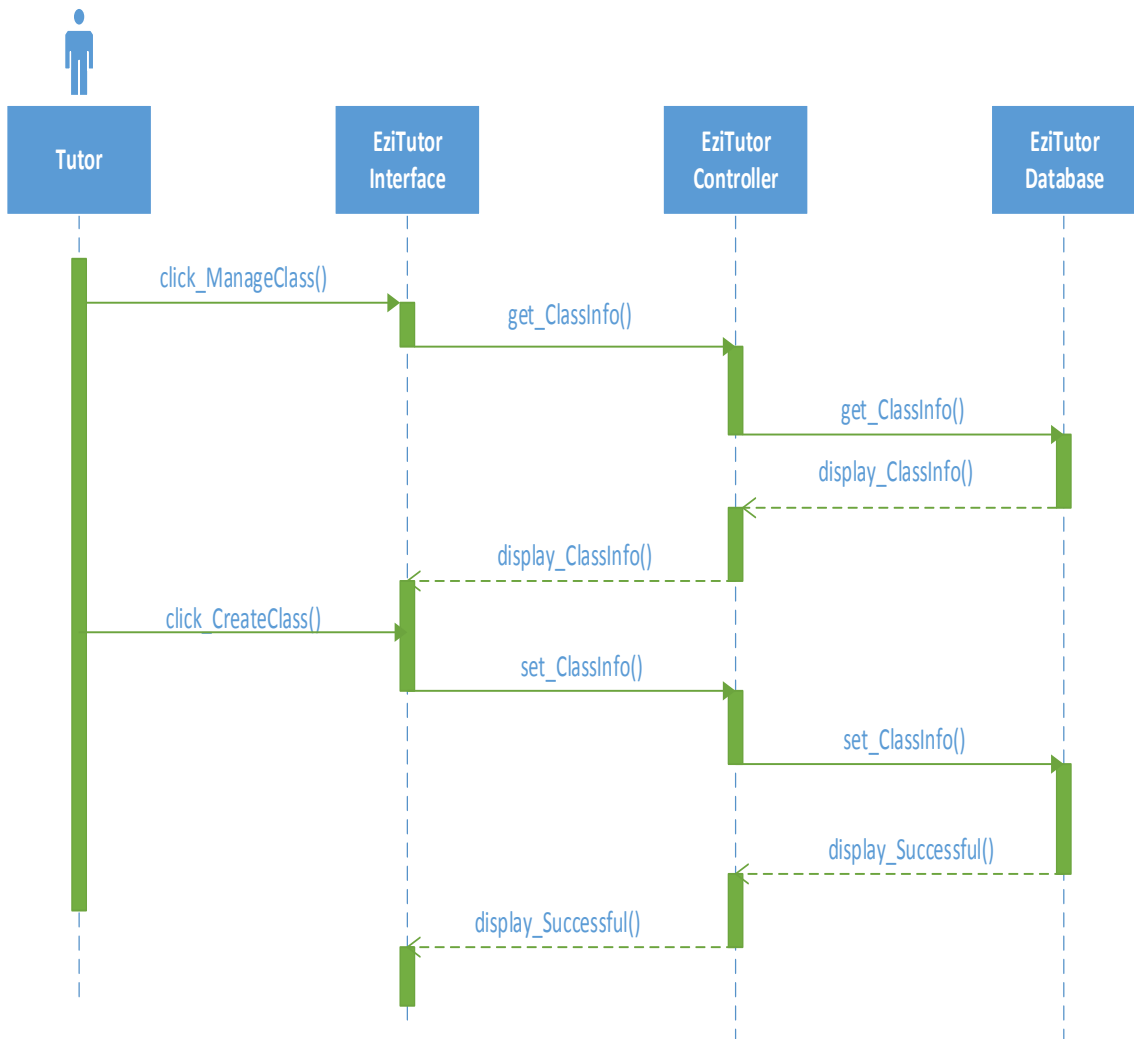 Tutor
EziTutor
Interface
EziTutor
Controller
EziTutor
Database
click_ManageClass()
get_ClassInfo()
get_ClassInfo()
display_ClassInfo()
display_ClassInfo()
click_CreateClass()
set_ClassInfo()
set_ClassInfo()
display_Successful()
display_Successful()